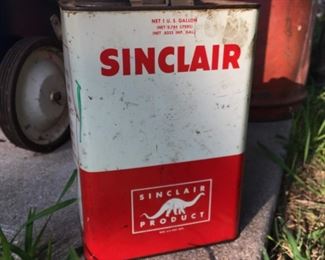 NET 1 U. S. GALLON
SINCLAIR
SINCLAIR
PRODUCT